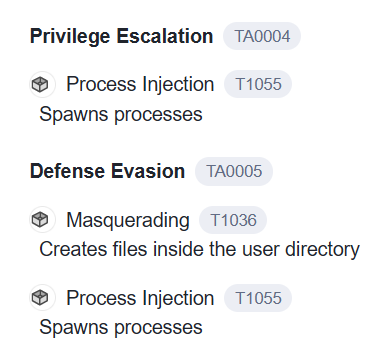 Privilege Escalation TA0004
Process Injection T1055
Spawns processes
Defense Evasion TA0005
Masquerading T1036
Creates files inside the user directory
Process Injection T1055
Spawns processes